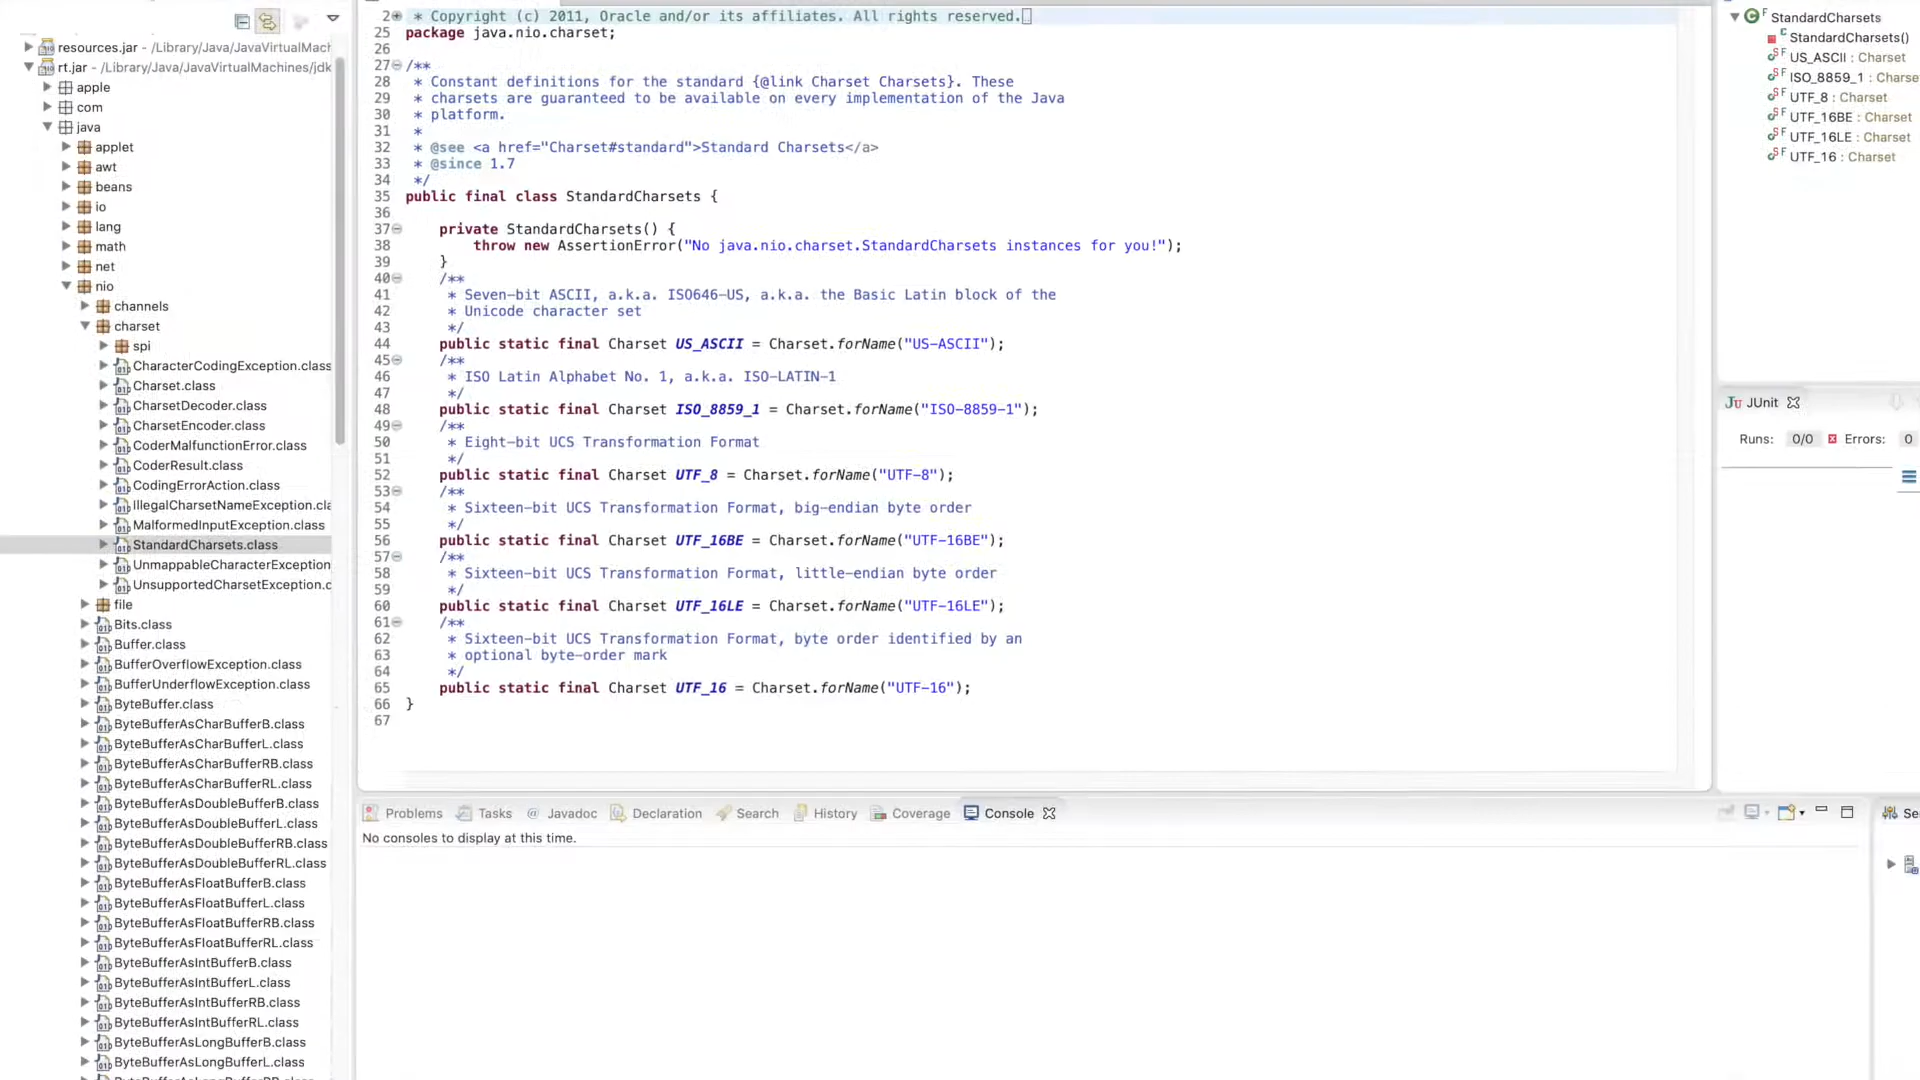 resources.jar - /Library/Java/JavaVirtualMach
rt.jar - /Library/Java/JavaVirtualMachines/jdk
apple
com
java
applet
awt
beans
io
lang
math
net
nio
channels
charset
spi
CharacterCodingException.class
Charset.class
CharsetDecoder.class
CharsetEncoder.class
CoderMalfunctionError.class
CoderResult.class
CodingErrorAction.class
IllegalCharsetNameException.cla
MalformedInputException.class
StandardCharsets.class
UnmappableCharacterException
UnsupportedCharsetException.c
file
Bits.class
Buffer.class
BufferOverflowException.class
BufferUnderflowException.class
ByteBuffer.class
ByteBufferAsCharBufferB.class
ByteBufferAsCharBufferL.class
ByteBufferAsCharBufferRB.class
ByteBufferAsCharBufferRL.class
ByteBufferAsDoubleBufferB.class
ByteBufferAsDoubleBufferL.class
ByteBufferAsDoubleBufferRB.class
ByteBufferAsDoubleBufferRL.class
ByteBufferAsFloatBufferB.class
ByteBufferAsFloatBufferL.class
ByteBufferAsFloatBufferRB.class
ByteBufferAsFloatBufferRL.class
ByteBufferAsIntBufferB.class
ByteBufferAsIntBufferL.class
ByteBufferAsIntBufferRB.class
ByteBufferAsIntBufferRL.class
ByteBufferAsLongBufferB.class
ByteBufferAsLongBufferL.class
2 * Copyright (c) 2011, Oracle and/or its affiliates. All rights reserved.
25 package java.nio.charset;
26
27 /**
28 * Constant definitions for the standard {@link Charset Charsets}. These
29 * charsets are guaranteed to be available on every implementation of the Java
30 * platform.
31 *
32 * @see <a href="Charset#standard">Standard Charsets</a>
33 * @since 1.7
34 */
35 public final class StandardCharsets {
36
37 private StandardCharsets() {
38 throw new AssertionError("No java.nio.charset.StandardCharsets instances for you!");
39 }
40 /**
41 * Seven-bit ASCII, a.k.a. ISO646-US, a.k.a. the Basic Latin block of the
42 * Unicode character set
43 */
44 public static final Charset US_ASCII = Charset.forName("US-ASCII");
45 /**
46 * ISO Latin Alphabet No. 1, a.k.a. ISO-LATIN-1
47 */
48 public static final Charset ISO_8859_1 = Charset.forName("ISO-8859-1");
49 /**
50 * Eight-bit UCS Transformation Format
51 */
52 public static final Charset UTF_8 = Charset.forName("UTF-8");
53 /**
54 * Sixteen-bit UCS Transformation Format, big-endian byte order
55 */
56 public static final Charset UTF_16BE = Charset.forName("UTF-16BE");
57 /**
58 * Sixteen-bit UCS Transformation Format, little-endian byte order
59 */
60 public static final Charset UTF_16LE = Charset.forName("UTF-16LE");
61 /**
62 * Sixteen-bit UCS Transformation Format, byte order identified by an
63 * optional byte-order mark
64 */
65 public static final Charset UTF_16 = Charset.forName("UTF-16");
66 }
67
Problems Tasks @ Javadoc Declaration Search History Coverage Console
No consoles to display at this time.
StandardCharsets
StandardCharsets()
US_ASCII : Charset
ISO_8859_1 : Charse
UTF_8 : Charset
UTF_16BE : Charset
UTF_16LE : Charset
UTF_16 : Charset
JUnit
Runs: 0/0 Errors: 0
Se